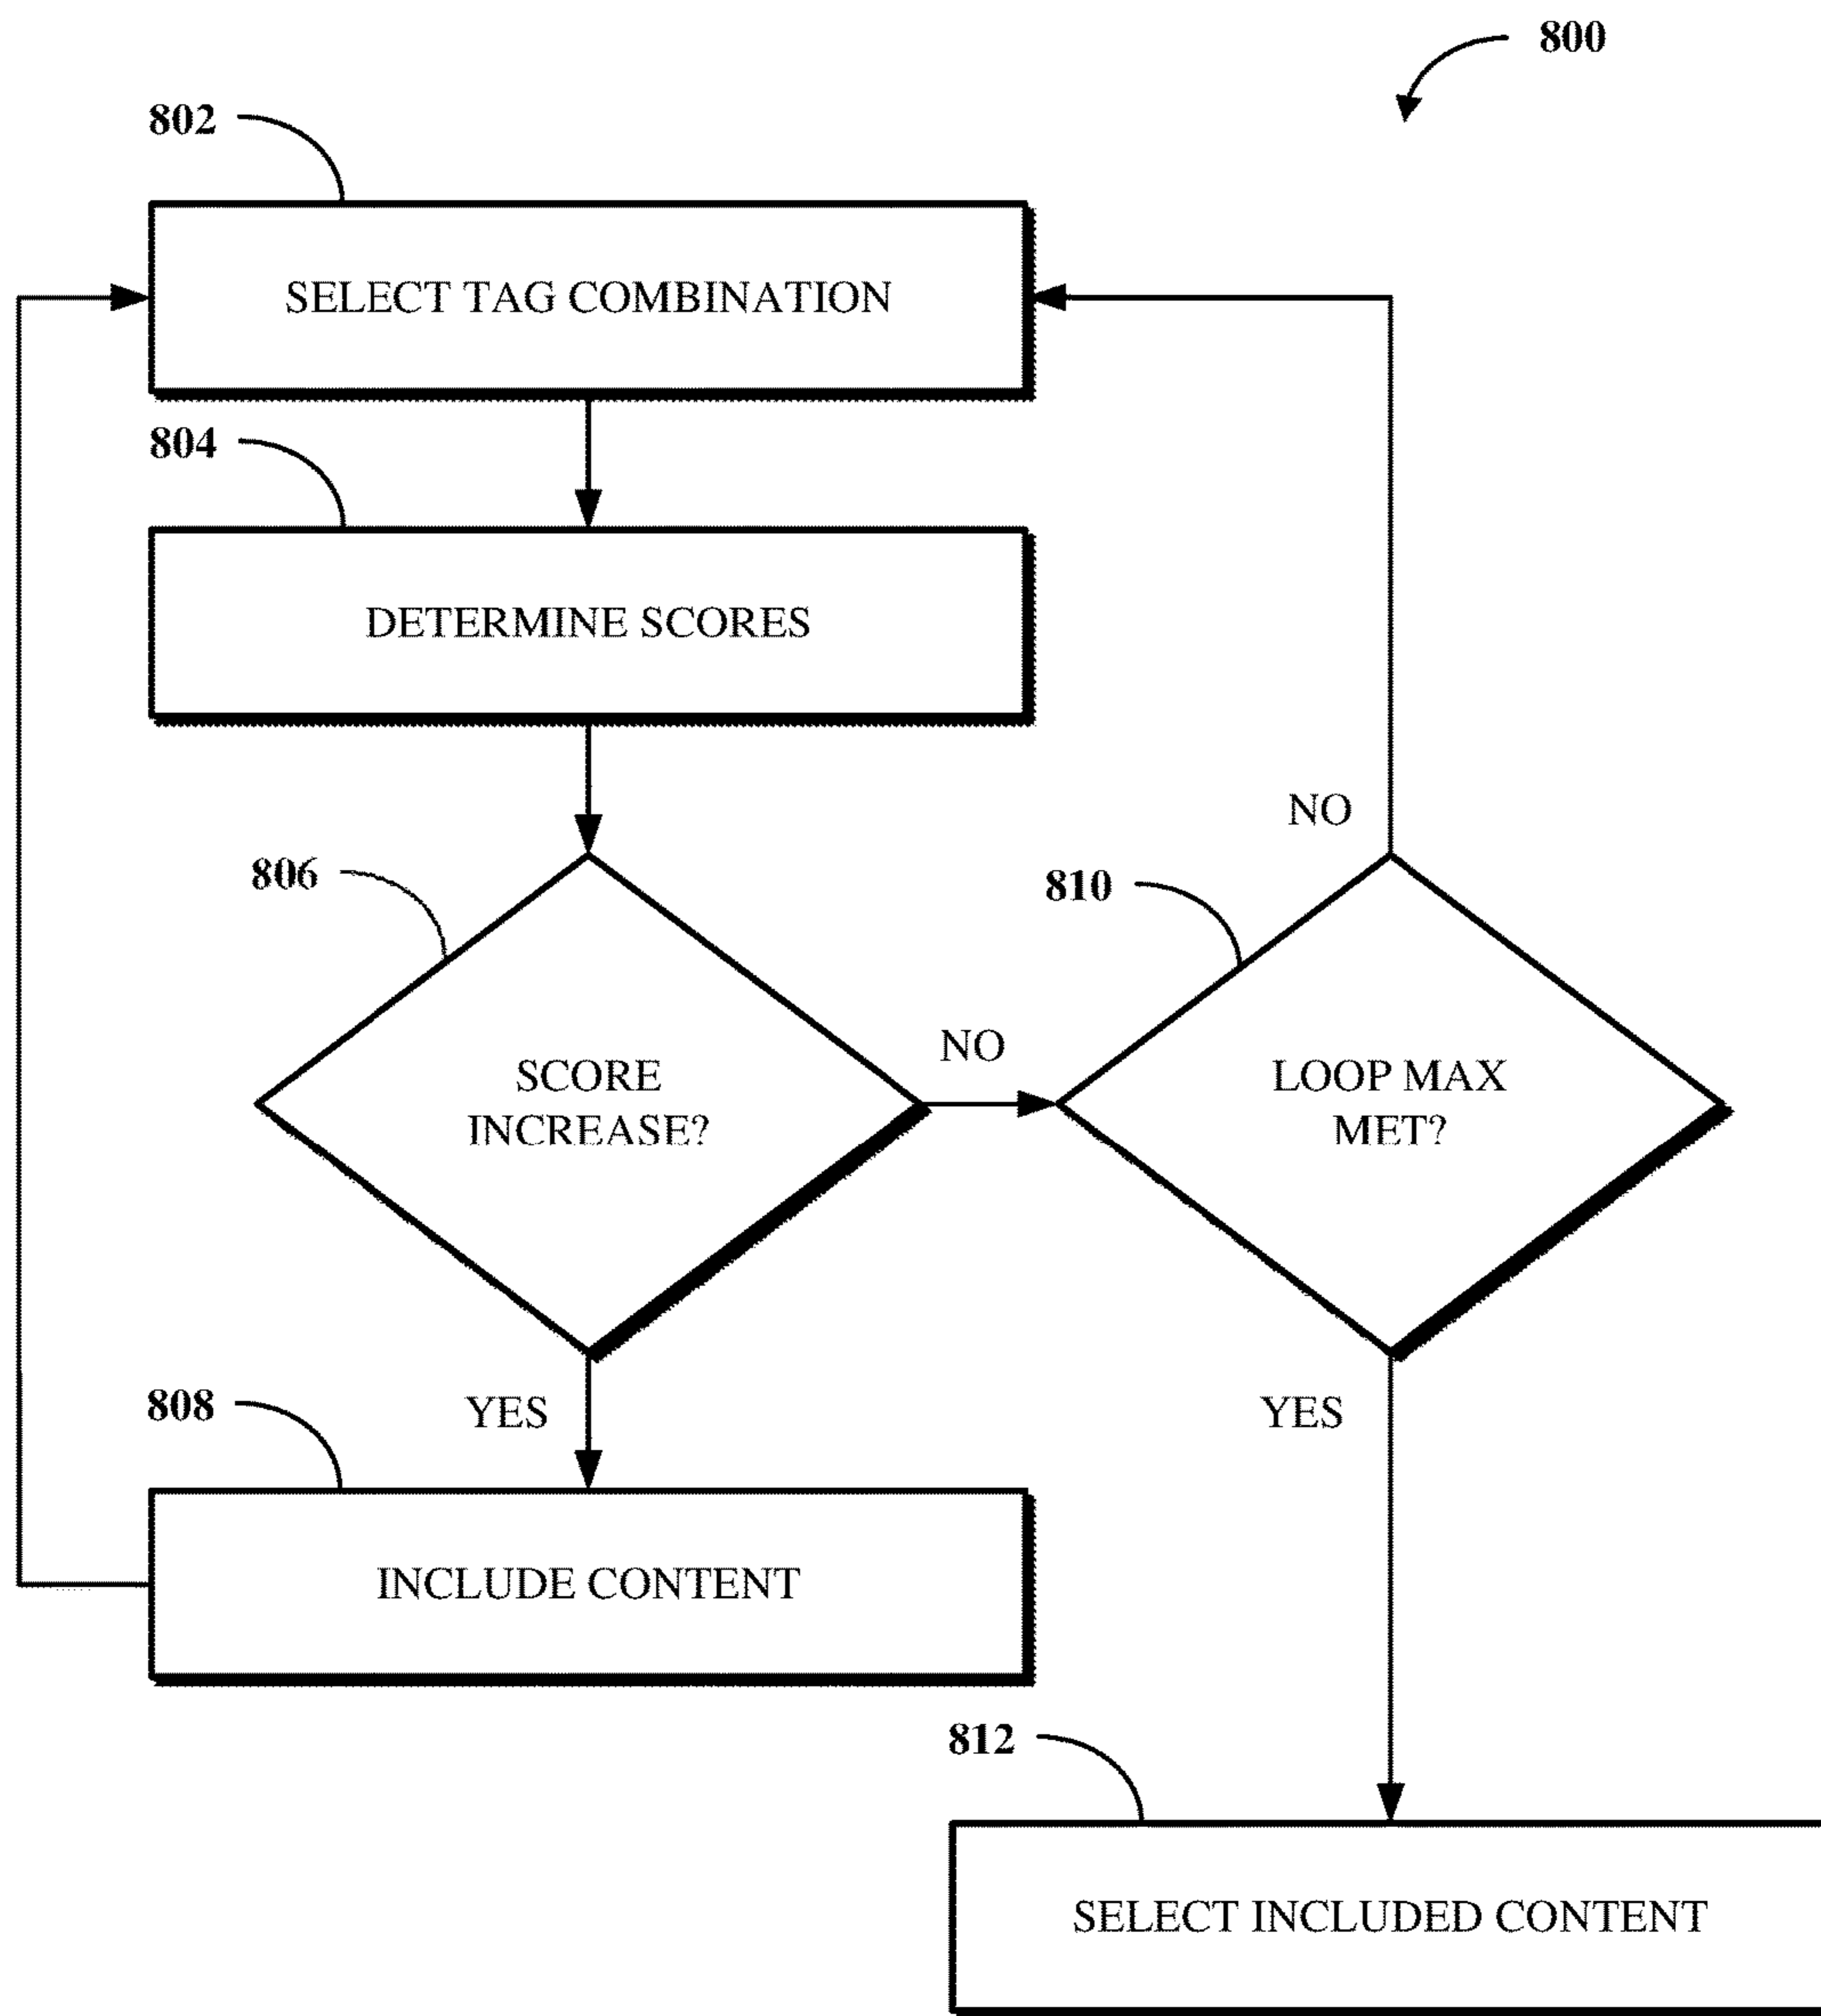 800
802
SELECT TAG COMBINATION
804
DETERMINE SCORES
NO
806
810
NO
SCORE
INCREASE?
LOOP MAX
MET?
808
YES
YES
INCLUDE CONTENT
812
SELECT INCLUDED CONTENT